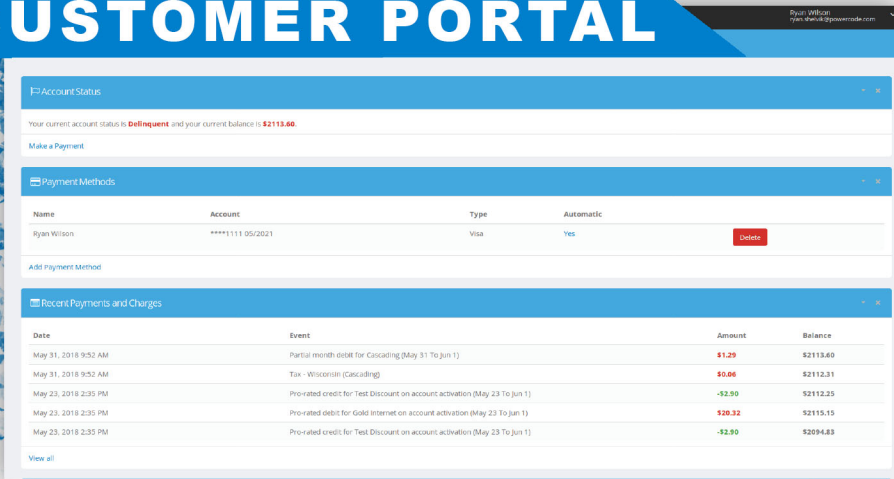 USTOMER PORTAL
Ryan Wilson
ryan.shelvik@powercode.com
Account Status
Your current account status is Delinquent and your current balance is $2113.60.
Make a Payment
Payment Methods
Name Account Type Automatic
Ryan Wilson ****1111 05/2021 Visa Yes Delete
Add Payment Method
Recent Payments and Charges
Date Event Amount Balance
May 31, 2018 9:52 AM Partial month debit for Cascading (May 31 To Jun 1) $1.29 $2113.60
May 31, 2018 9:52 AM Tax - Wisconsin (Cascading) $0.06 $2112.31
May 23, 2018 2:35 PM Pro-rated credit for Test Discount on account activation (May 23 To Jun 1) -$2.90 $2112.25
May 23, 2018 2:35 PM Pro-rated debit for Gold Internet on account activation (May 23 To Jun 1) $20.32 $2115.15
May 23, 2018 2:35 PM Pro-rated credit for Test Discount on account activation (May 23 To Jun 1) -$2.90 $2094.83
View all